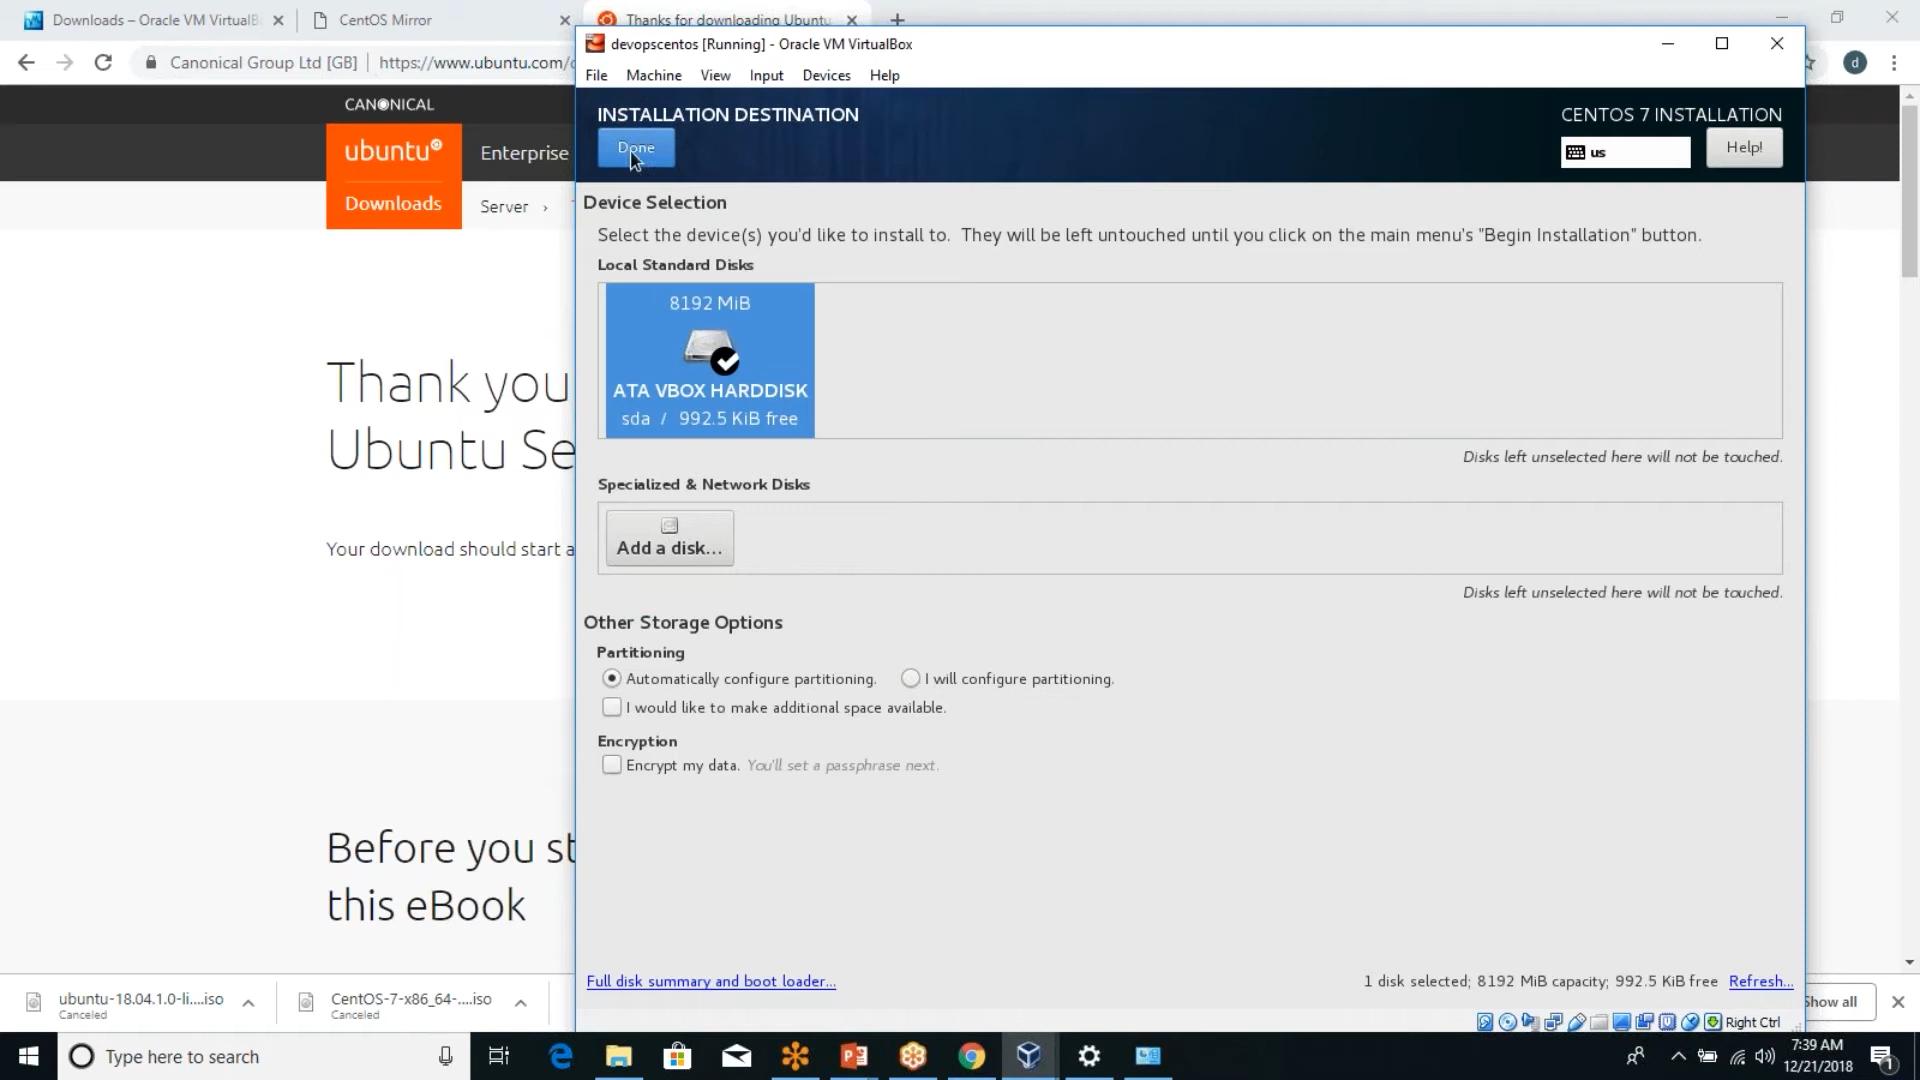 Downloads – Oracle VM VirtualB
CentOS Mirror
Thanks for downloading Ubuntu
Canonical Group Ltd [GB]
https://www.ubuntu.com/
d
CANONICAL
ubuntu
Enterprise
Downloads
Server
Thank you
Ubuntu Se
Your download should start a
Before you st
this eBook
devopscentos [Running] - Oracle VM VirtualBox
File Machine View Input Devices Help
INSTALLATION DESTINATION
CENTOS 7 INSTALLATION
Done
us
Help!
Device Selection
Select the device(s) you'd like to install to. They will be left untouched until you click on the main menu's "Begin Installation" button.
Local Standard Disks
8192 MiB
ATA VBOX HARDDISK
sda / 992.5 KiB free
Disks left unselected here will not be touched.
Specialized & Network Disks
Add a disk...
Disks left unselected here will not be touched.
Other Storage Options
Partitioning
Automatically configure partitioning. I will configure partitioning.
I would like to make additional space available.
Encryption
Encrypt my data. You'll set a passphrase next.
Full disk summary and boot loader...
1 disk selected; 8192 MiB capacity; 992.5 KiB free Refresh...
Right Ctrl
ubuntu-18.04.1.0-li....iso
Canceled
CentOS-7-x86_64-....iso
Canceled
Show all
Type here to search
7:39 AM
12/21/2018
1